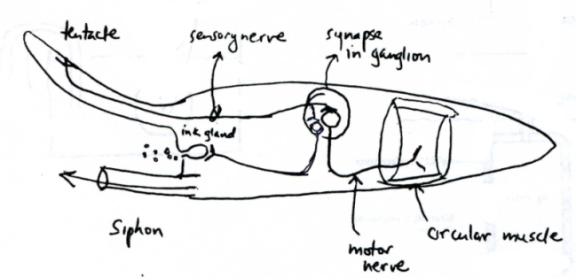 tentacle
sensory nerve
synapse
in ganglion
ink gland
Siphon
motor
nerve
circular muscle